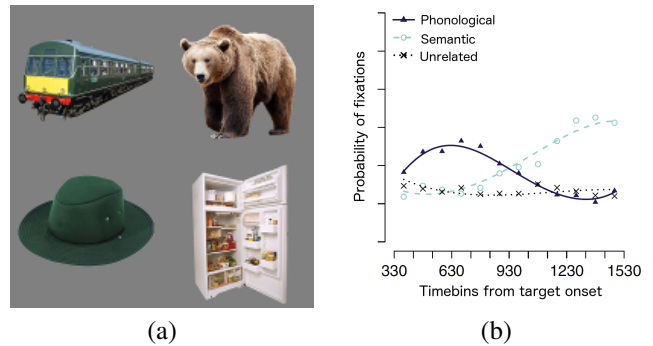 Phonological
Semantic
Unrelated
Probability of fixations
330 630 930 1230 1530
Timebins from target onset
(a)
(b)